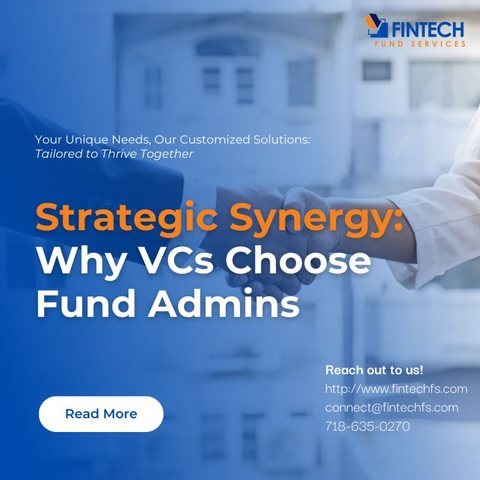 FINTECH
FUND SERVICES
Your Unique Needs, Our Customized Solutions:
Tailored to Thrive Together
Strategic Synergy:
Why VCs Choose
Fund Admins
Reach out to us!
http://www.fintechfs.com
connect@fintechfs.com
718-635-0270
Read More